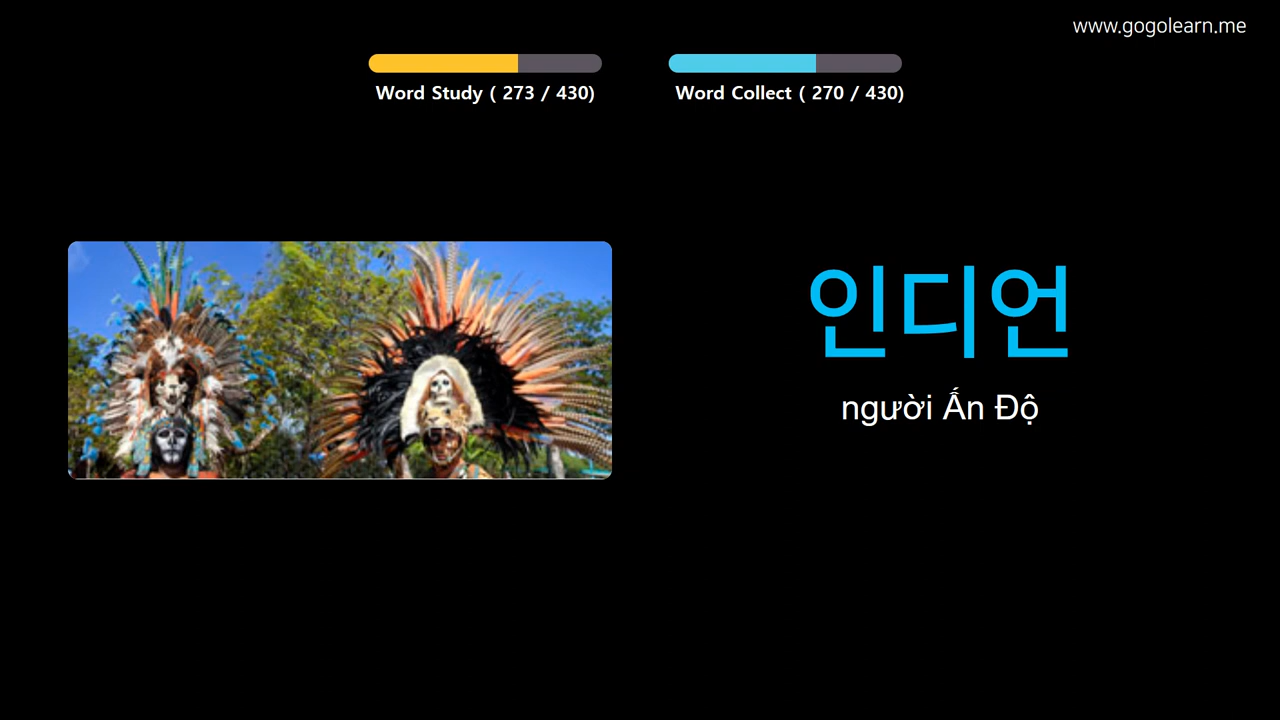 www.gogolearn.me
Word Study ( 273 / 430)
Word Collect ( 270 / 430)
인디언
người Ấn Độ